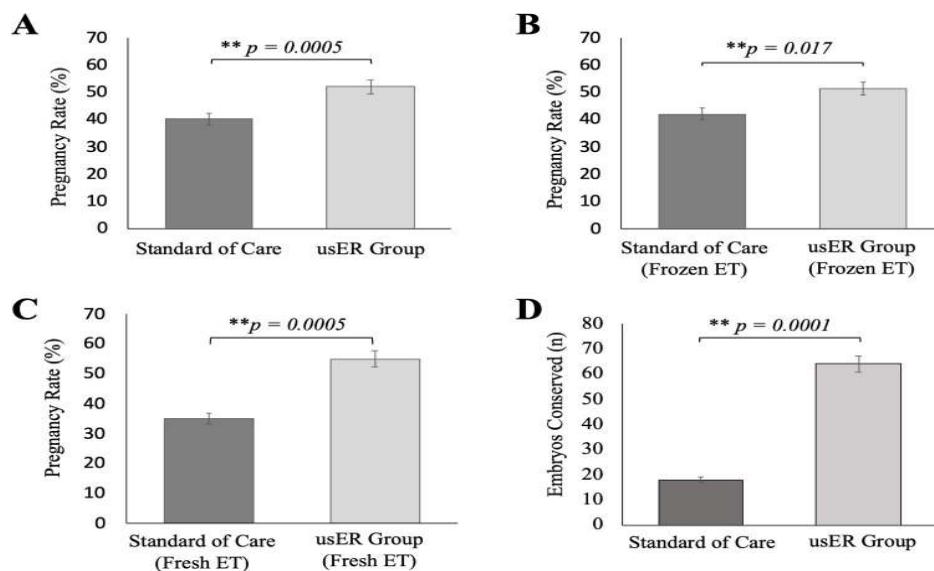 A
Pregnancy Rate (%)
70
60
50
40
30
20
10
0
** p = 0.0005
Standard of Care
usER Group
B
Pregnancy Rate (%)
70
60
50
40
30
20
10
0
**p = 0.017
Standard of Care
(Frozen ET)
usER Group
(Frozen ET)
C
Pregnancy Rate (%)
70
60
50
40
30
20
10
0
**p = 0.0005
Standard of Care
(Fresh ET)
usER Group
(Fresh ET)
D
Embryos Conserved (n)
80
70
60
50
40
30
20
10
0
** p = 0.0001
Standard of Care
usER Group